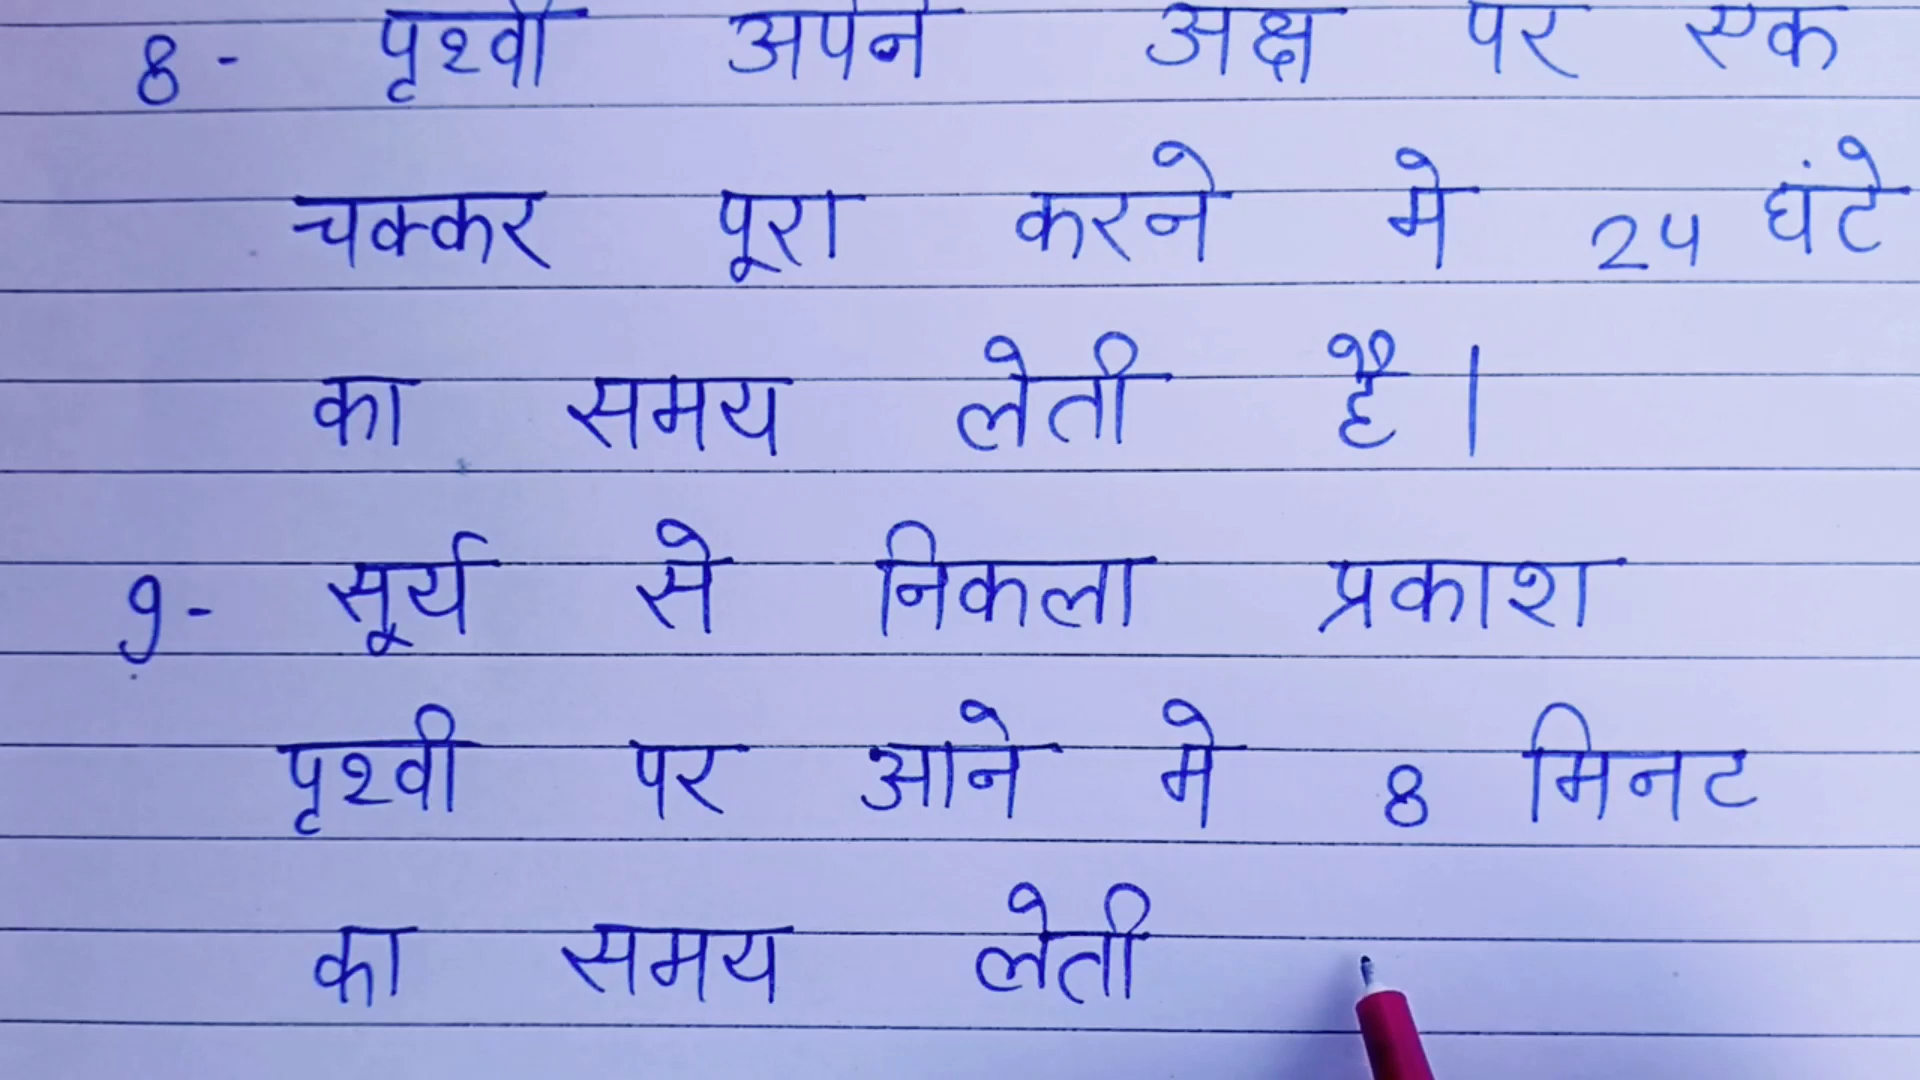 8- पृथ्वी अपने अक्ष पर एक
चक्कर पूरा करने मे 24 घंटे
का समय लेती है।
9- सूर्य से निकला प्रकाश
पृथ्वी पर आने मे 8 मिनट
का समय लेती